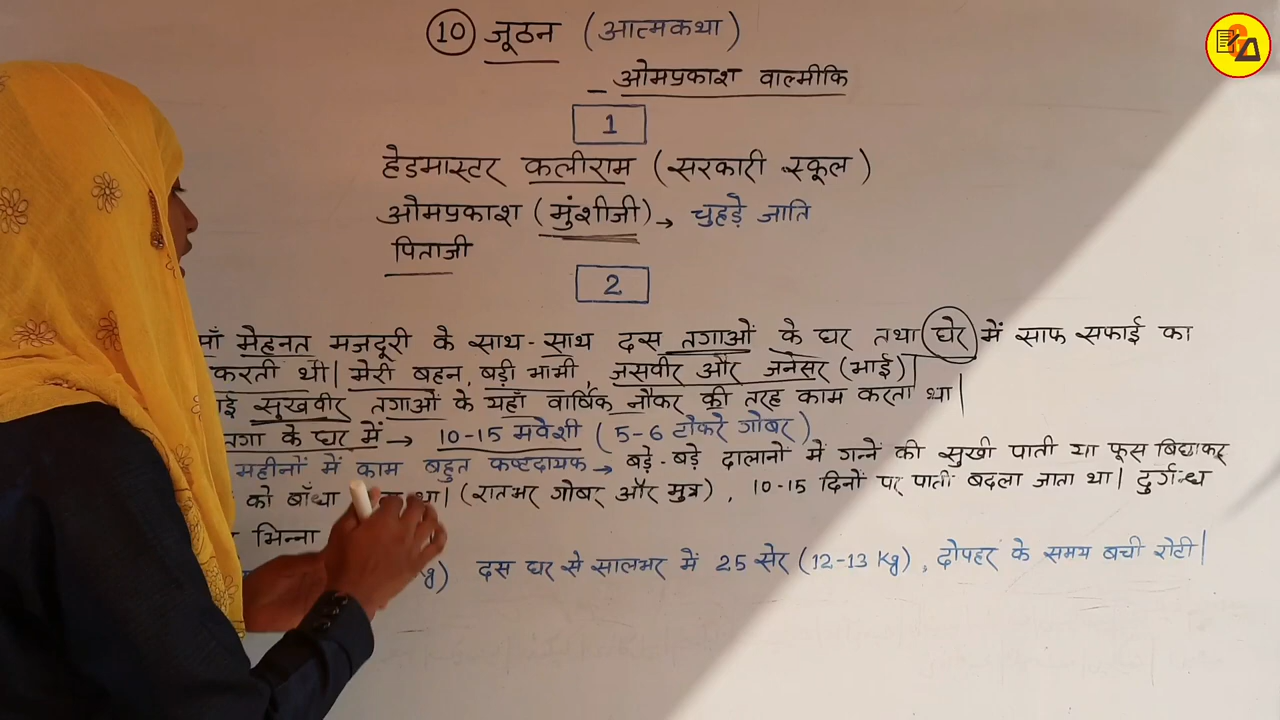 10 जूठन (आत्मकथा)
- ओमप्रकाश वाल्मीकि
1
हेडमास्टर कलीराम (सरकारी स्कूल)
ओमप्रकाश (मुंशीजी) → चुहड़े जाति
पिताजी
2
माँ मेहनत मजदूरी के साथ-साथ दस तगाओं के घर तथा घेर में साफ सफाई का
करती थी| मेरी बहन, बड़ी भाभी, जसवीर और जनेसर (भाई)|
सुखवीर तगाओं के यहाँ वार्षिक नौकर की तरह काम करता था|
तगा के घर में → 10-15 मवेशी (5-6 टोकरे गोबर)
महीनों में काम बहुत कष्टदायक → बड़े-बड़े दालानों में गन्ने की सुखी पाती या फूस बिछाकर
को बाँधा था| (रातभर गोबर और मुत्र), 10-15 दिनों पर पाती बदला जाता था| दुर्गन्ध
भिन्ना
दस घर से सालभर में 25 सेर (12-13 Kg), दोपहर के समय बची रोटी|